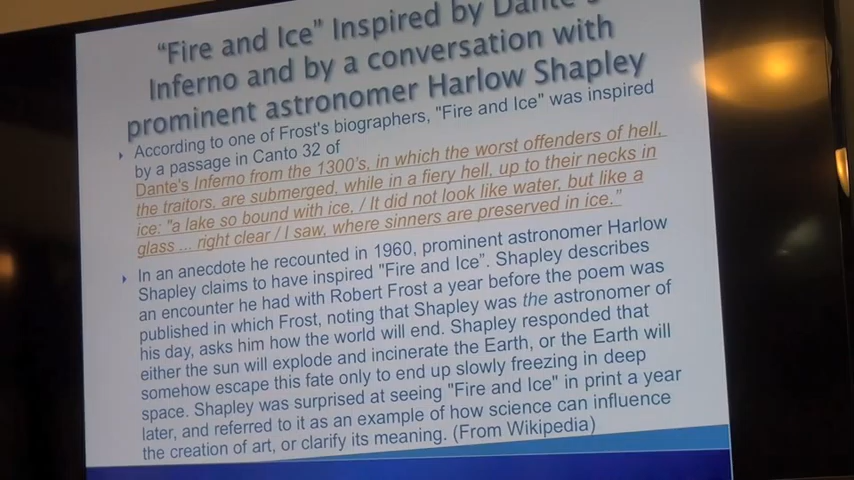 "Fire and Ice" Inspired by Dante's
Inferno and by a conversation with
prominent astronomer Harlow Shapley
According to one of Frost's biographers, "Fire and Ice" was inspired
by a passage in Canto 32 of
Dante's Inferno from the 1300's, in which the worst offenders of hell,
the traitors, are submerged, while in a fiery hell, up to their necks in
ice: "a lake so bound with ice, / It did not look like water, but like a
glass ... right clear / I saw, where sinners are preserved in ice."
In an anecdote he recounted in 1960, prominent astronomer Harlow
Shapley claims to have inspired "Fire and Ice". Shapley describes
an encounter he had with Robert Frost a year before the poem was
published in which Frost, noting that Shapley was the astronomer of
his day, asks him how the world will end. Shapley responded that
either the sun will explode and incinerate the Earth, or the Earth will
somehow escape this fate only to end up slowly freezing in deep
space. Shapley was surprised at seeing "Fire and Ice" in print a year
later, and referred to it as an example of how science can influence
the creation of art, or clarify its meaning. (From Wikipedia)